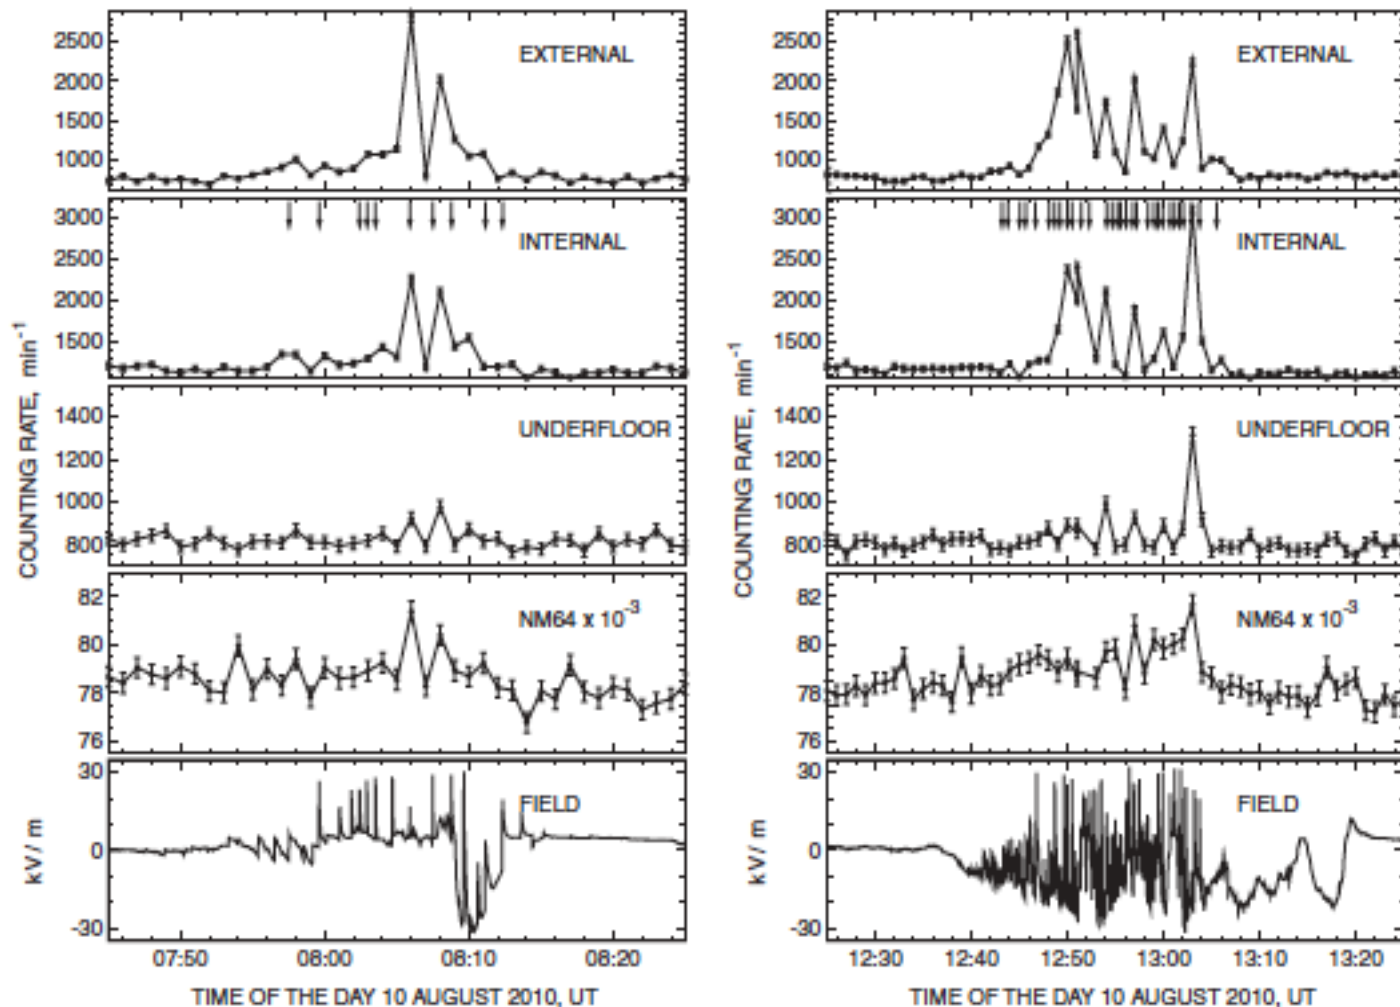 EXTERNAL
2500
2000
1500
1000
INTERNAL
3000
2500
2000
1500
UNDERFLOOR
1400
1200
1000
800
NM64 x 10⁻³
82
80
78
76
FIELD
30
0
-30
COUNTING RATE, min⁻¹
kV / m
07:50 08:00 08:10 08:20
TIME OF THE DAY 10 AUGUST 2010, UT
EXTERNAL
2500
2000
1500
1000
INTERNAL
3000
2500
2000
1500
UNDERFLOOR
1400
1200
1000
800
NM64 x 10⁻³
82
80
78
76
FIELD
30
0
-30
COUNTING RATE, min⁻¹
kV / m
12:30 12:40 12:50 13:00 13:10 13:20
TIME OF THE DAY 10 AUGUST 2010, UT